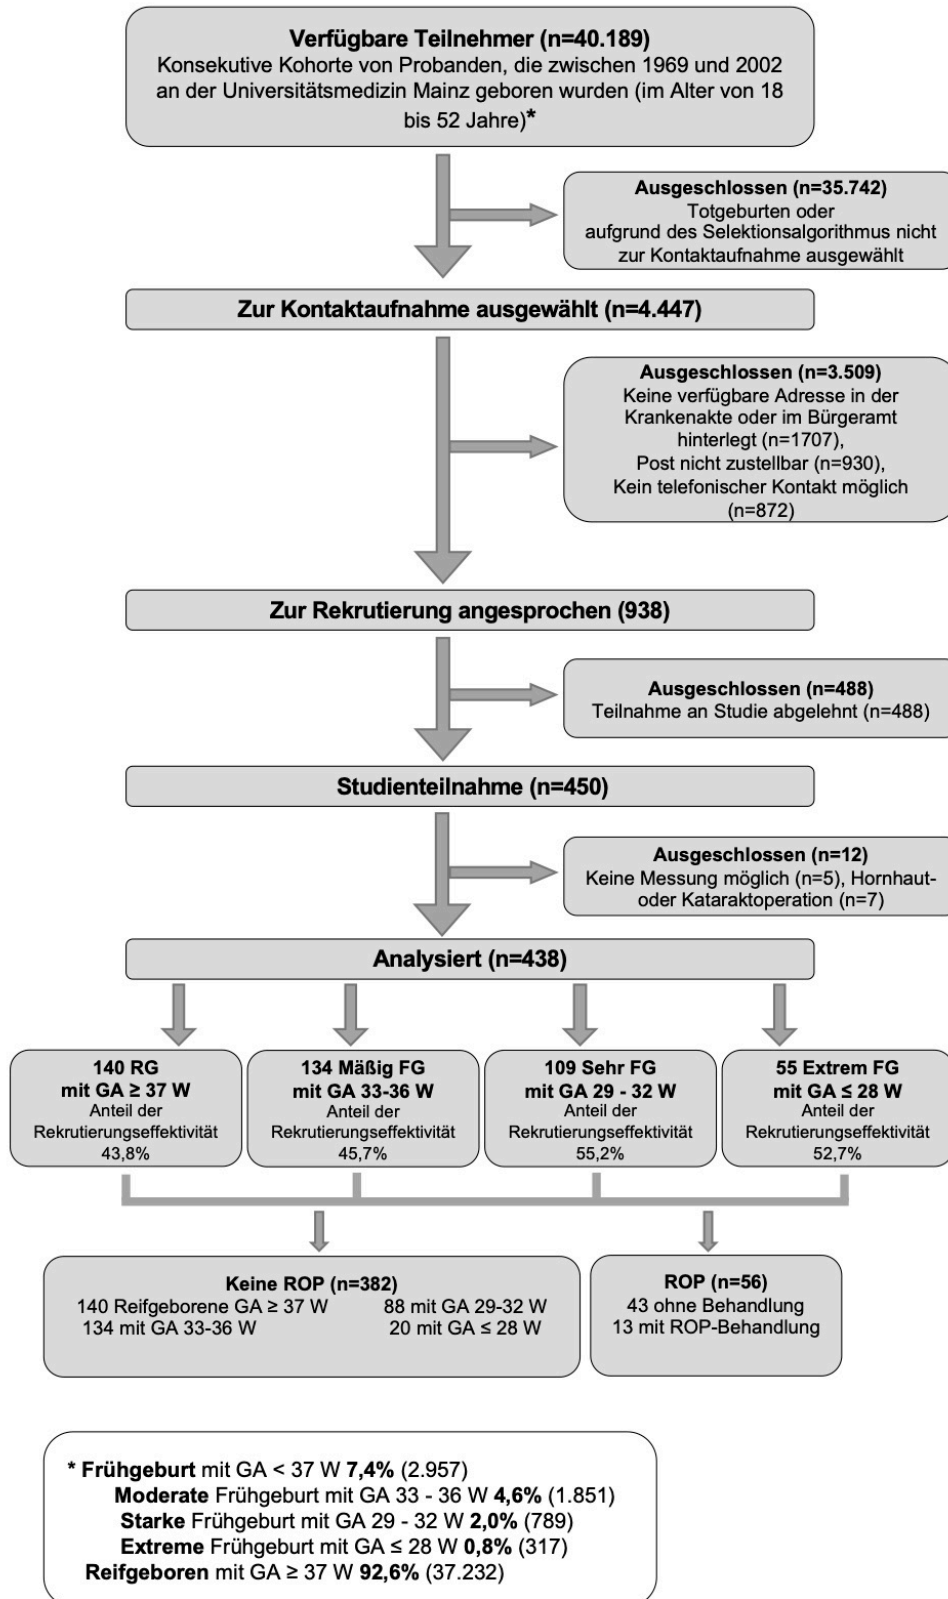 Verfügbare Teilnehmer (n=40.189)
Konsekutive Kohorte von Probanden, die zwischen 1969 und 2002
an der Universitätsmedizin Mainz geboren wurden (im Alter von 18
bis 52 Jahre)*
Ausgeschlossen (n=35.742)
Totgeburten oder
aufgrund des Selektionsalgorithmus nicht
zur Kontaktaufnahme ausgewählt
Zur Kontaktaufnahme ausgewählt (n=4.447)
Ausgeschlossen (n=3.509)
Keine verfügbare Adresse in der
Krankenakte oder im Bürgeramt
hinterlegt (n=1707),
Post nicht zustellbar (n=930),
Kein telefonischer Kontakt möglich
(n=872)
Zur Rekrutierung angesprochen (938)
Ausgeschlossen (n=488)
Teilnahme an Studie abgelehnt (n=488)
Studienteilnahme (n=450)
Ausgeschlossen (n=12)
Keine Messung möglich (n=5), Hornhaut-
oder Kataraktoperation (n=7)
Analysiert (n=438)
140 RG
mit GA ≥ 37 W
Anteil der
Rekrutierungseffektivität
43,8%
134 Mäßig FG
mit GA 33-36 W
Anteil der
Rekrutierungseffektivität
45,7%
109 Sehr FG
mit GA 29 - 32 W
Anteil der
Rekrutierungseffektivität
55,2%
55 Extrem FG
mit GA ≤ 28 W
Anteil der
Rekrutierungseffektivität
52,7%
Keine ROP (n=382)
140 Reifgeborene GA ≥ 37 W 88 mit GA 29-32 W
134 mit GA 33-36 W 20 mit GA ≤ 28 W
ROP (n=56)
43 ohne Behandlung
13 mit ROP-Behandlung
* Frühgeburt mit GA < 37 W 7,4% (2.957)
Moderate Frühgeburt mit GA 33 - 36 W 4,6% (1.851)
Starke Frühgeburt mit GA 29 - 32 W 2,0% (789)
Extreme Frühgeburt mit GA ≤ 28 W 0,8% (317)
Reifgeboren mit GA ≥ 37 W 92,6% (37.232)